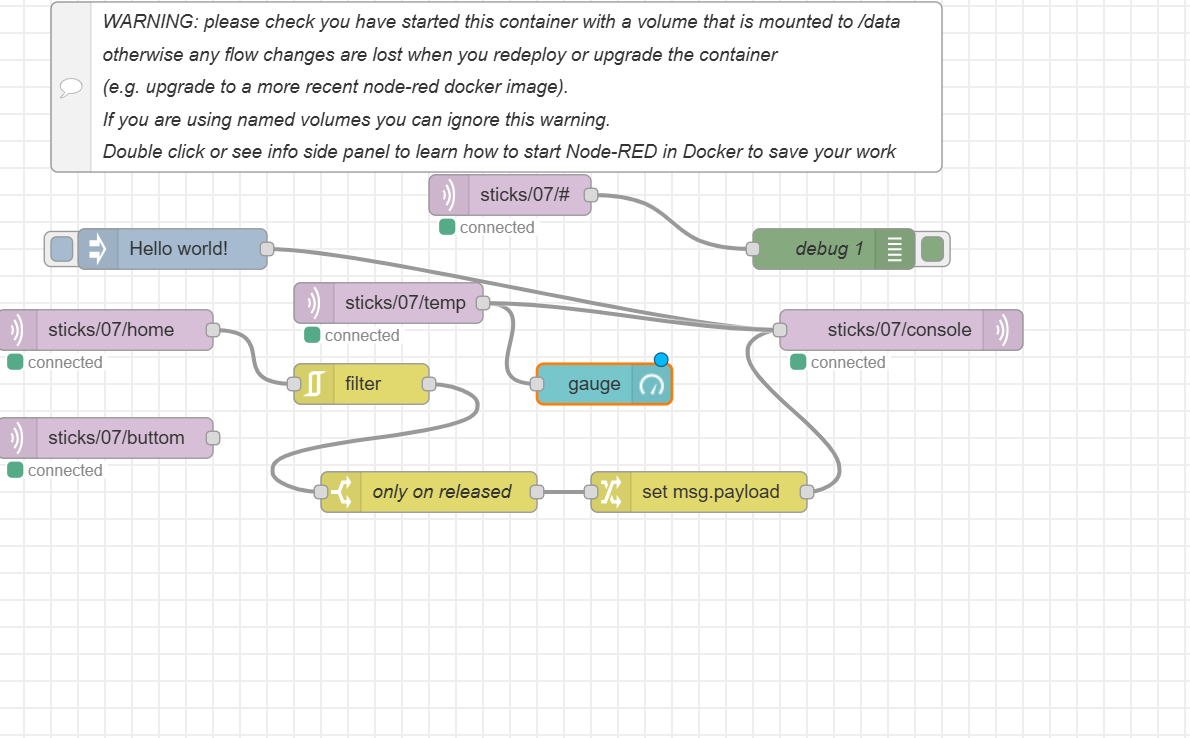 WARNING: please check you have started this container with a volume that is mounted to /data
otherwise any flow changes are lost when you redeploy or upgrade the container
(e.g. upgrade to a more recent node-red docker image).
If you are using named volumes you can ignore this warning.
Double click or see info side panel to learn how to start Node-RED in Docker to save your work
sticks/07/#
connected
Hello world!
debug 1
sticks/07/temp
connected
sticks/07/home
connected
sticks/07/console
connected
filter
gauge
sticks/07/buttom
connected
only on released
set msg.payload